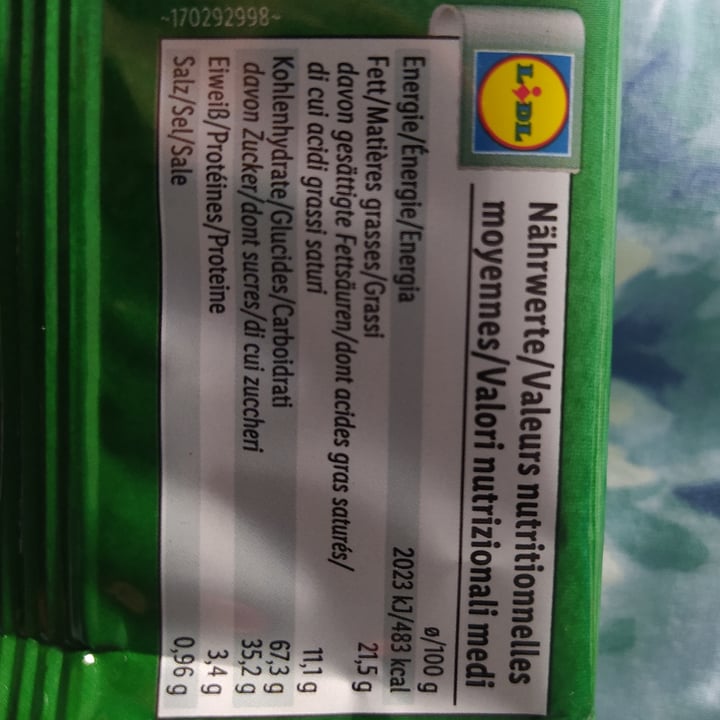 LIDL
Nährwerte/Valeurs nutritionnelles
moyennes/Valori nutrizionali medi
ø/100 g
Energie/Énergie/Energia 2023 kJ/483 kcal
Fett/Matières grasses/Grassi 21,5 g
davon gesättigte Fettsäuren/dont acides gras saturés/
di cui acidi grassi saturi 11,1 g
Kohlenhydrate/Glucides/Carboidrati 67,3 g
davon Zucker/dont sucres/di cui zuccheri 35,2 g
Eiweiß/Protéines/Proteine 3,4 g
Salz/Sel/Sale 0,96 g
~170292998~